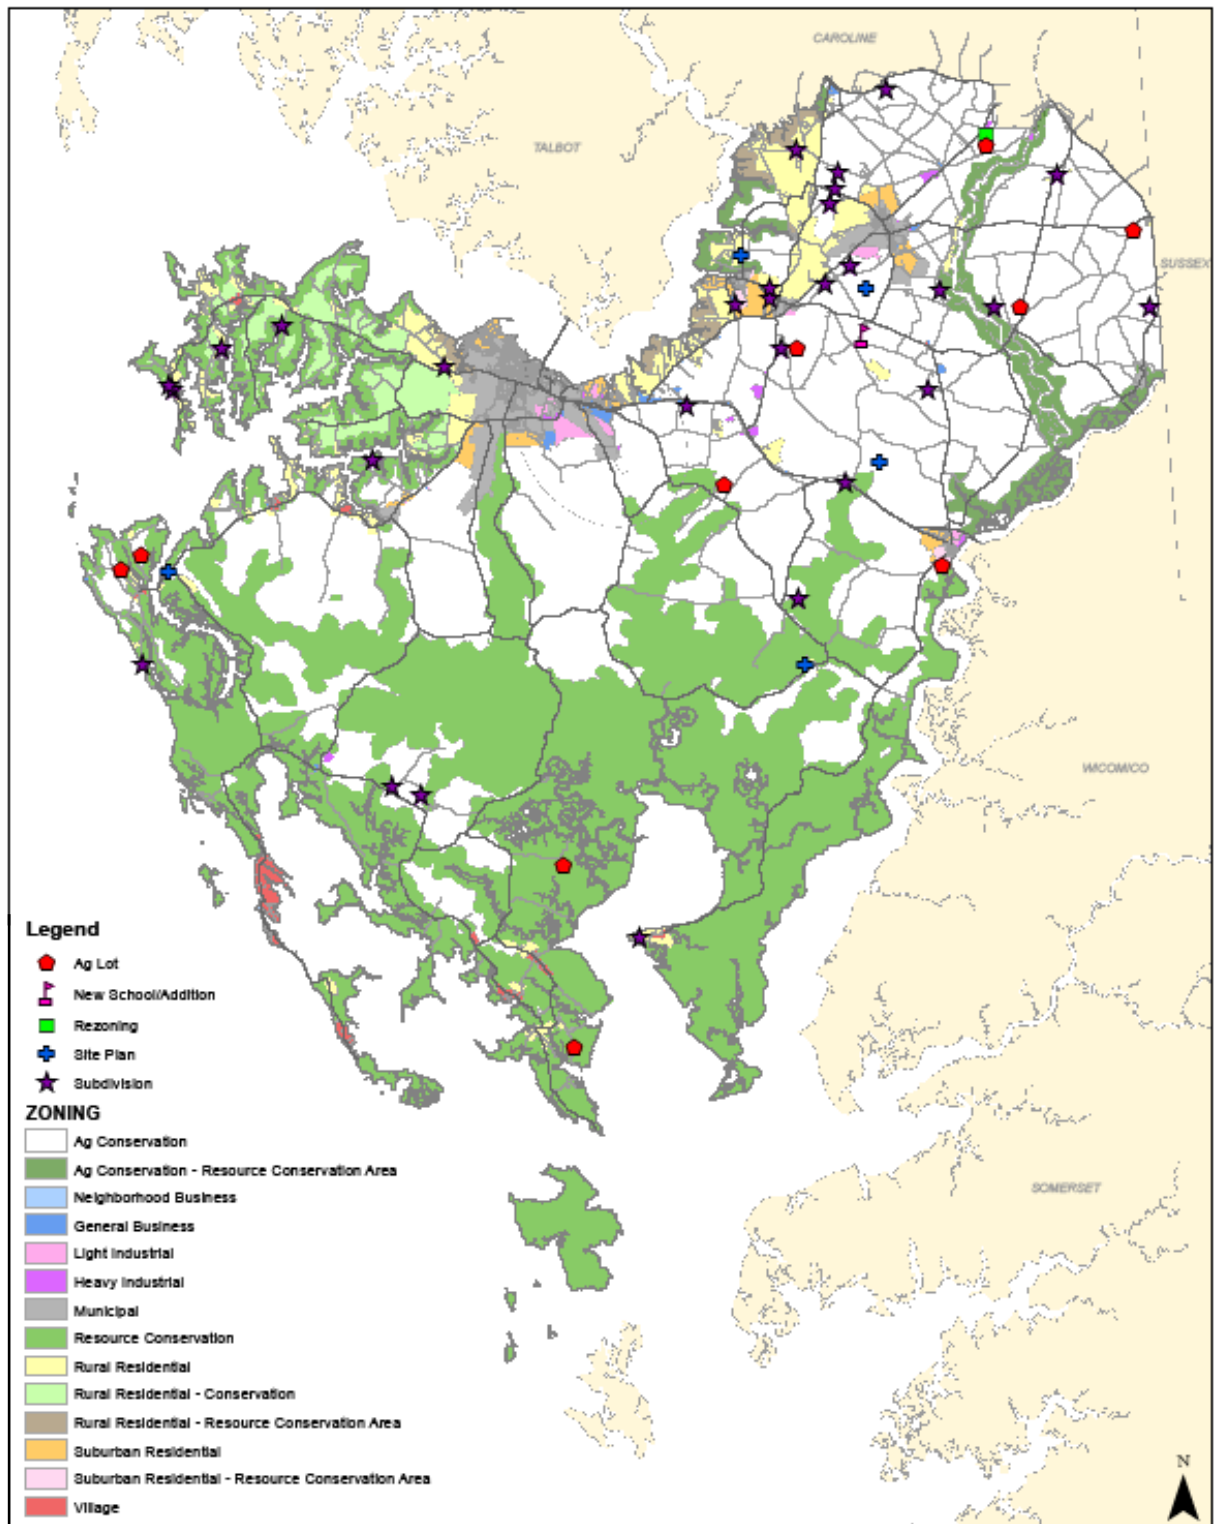 CAROLINE
TALBOT
SUSSEX
WICOMICO
SOMERSET
Legend
Ag Lot
New School/Addition
Rezoning
Site Plan
Subdivision
ZONING
Ag Conservation
Ag Conservation - Resource Conservation Area
Neighborhood Business
General Business
Light Industrial
Heavy Industrial
Municipal
Resource Conservation
Rural Residential
Rural Residential - Conservation
Rural Residential - Resource Conservation Area
Suburban Residential
Suburban Residential - Resource Conservation Area
Village
N